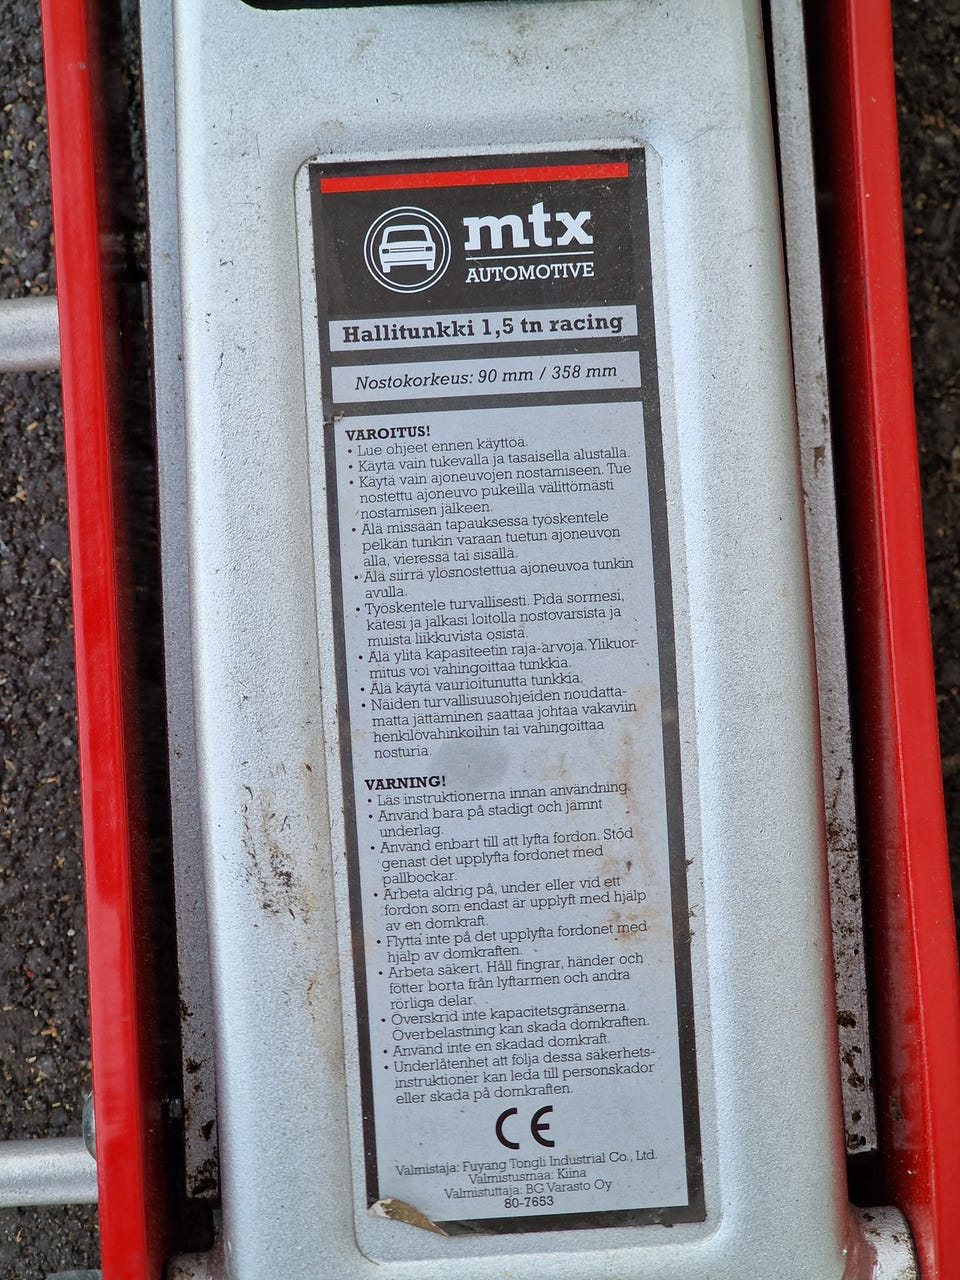 mtx
AUTOMOTIVE
Hallitunkki 1,5 tn racing
Nostokorkeus: 90 mm / 358 mm
VAROITUS!
• Lue ohjeet ennen käyttöä.
• Käytä vain tukevalla ja tasaisella alustalla.
• Käytä vain ajoneuvojen nostamiseen. Tue
nostettu ajoneuvo pukeilla välittömästi
nostamisen jälkeen.
• Älä missään tapauksessa työskentele
pelkän tunkin varaan tuetun ajoneuvon
alla, vieressä tai sisällä.
• Älä siirrä ylösnostettua ajoneuvoa tunkin
avulla.
• Työskentele turvallisesti. Pidä sormesi,
kätesi ja jalkasi loitolla nostovarsista ja
muista liikkuvista osista.
• Älä ylitä kapasiteetin raja-arvoja. Ylikuor-
mitus voi vahingoittaa tunkkia.
• Älä käytä vaurioitunutta tunkkia.
• Näiden turvallisuusohjeiden noudatta-
matta jättäminen saattaa johtaa vakaviin
henkilövahinkoihin tai vahingoittaa
nosturia.
VARNING!
• Läs instruktionerna innan användning.
• Använd bara på stadigt och jämnt
underlag.
• Använd enbart till att lyfta fordon. Stöd
genast det upplyfta fordonet med
pallbockar.
• Arbeta aldrig på, under eller vid ett
fordon som endast är upplyft med hjälp
av en domkraft.
• Flytta inte på det upplyfta fordonet med
hjälp av domkraften.
• Arbeta säkert. Håll fingrar, händer och
fötter borta från lyftarmen och andra
rörliga delar.
• Överskrid inte kapacitetsgränserna.
Överbelastning kan skada domkraften.
• Använd inte en skadad domkraft.
• Underlåtenhet att följa dessa säkerhets-
instruktioner kan leda till personskador
eller skada på domkraften.
CE
Valmistaja: Fuyang Tongli Industrial Co., Ltd.
Valmistusmaa: Kiina
Valmistuttaja: BG Varasto Oy
80-7653